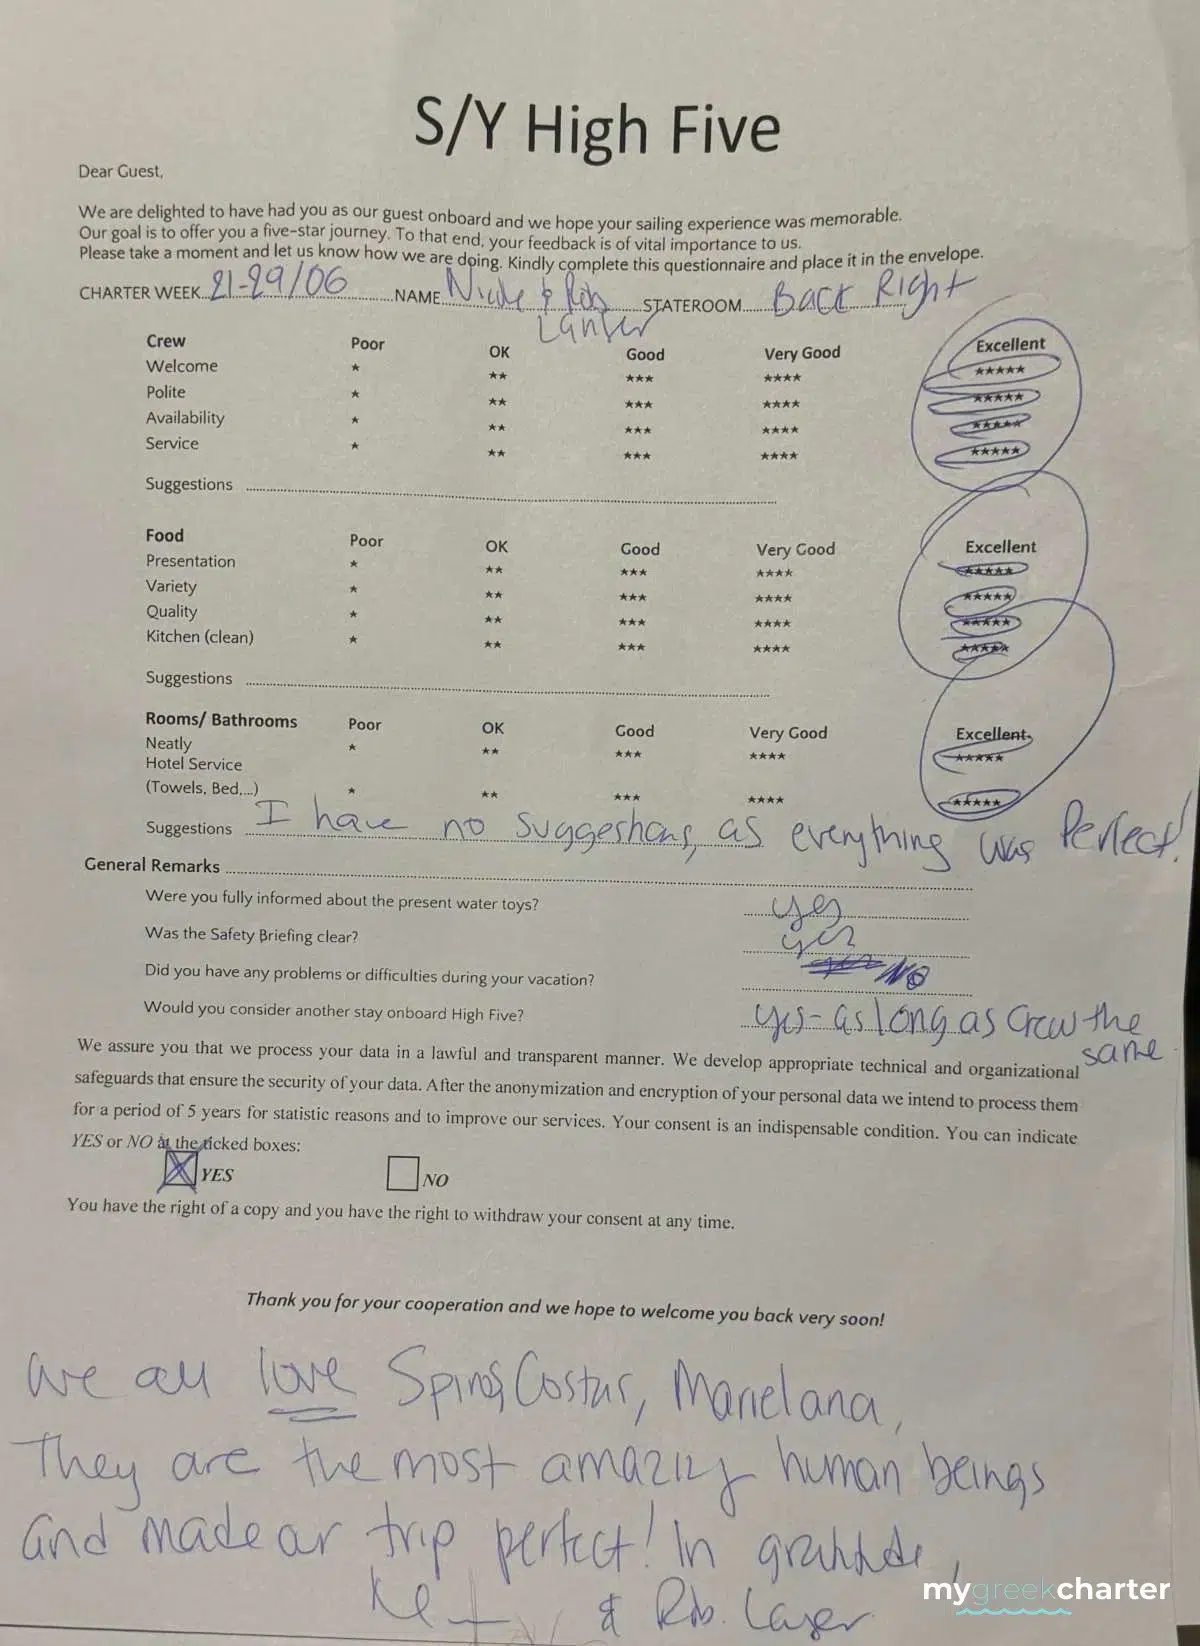 S/Y High Five
Dear Guest,
We are delighted to have had you as our guest onboard and we hope your sailing experience was memorable.
Our goal is to offer you a five-star journey. To that end, your feedback is of vital importance to us.
Please take a moment and let us know how we are doing. Kindly complete this questionnaire and place it in the envelope.
CHARTER WEEK 21-29/06 NAME Nicole & Rob STATEROOM Back Right
Crew Poor OK Good Very Good Excellent
Welcome * ** *** **** *****
Polite * ** *** **** *****
Availability * ** *** **** *****
Service * ** *** **** *****
Suggestions
Food Poor OK Good Very Good Excellent
Presentation * ** *** **** *****
Variety * ** *** **** *****
Quality * ** *** **** *****
Kitchen (clean) * ** *** **** *****
Suggestions
Rooms/ Bathrooms Poor OK Good Very Good Excellent
Neatly * ** *** **** *****
Hotel Service
(Towels, Bed,...) * ** *** **** *****
Suggestions I have no suggestions, as everything was Perfect!
General Remarks
Were you fully informed about the present water toys? yes
Was the Safety Briefing clear? yes
Did you have any problems or difficulties during your vacation? NO
Would you consider another stay onboard High Five? yes- as long as crew the
same
We assure you that we process your data in a lawful and transparent manner. We develop appropriate technical and organizational
safeguards that ensure the security of your data. After the anonymization and encryption of your personal data we intend to process them
for a period of 5 years for statistic reasons and to improve our services. Your consent is an indispensable condition. You can indicate
YES or NO at the ticked boxes:
YES NO
You have the right of a copy and you have the right to withdraw your consent at any time.
Thank you for your cooperation and we hope to welcome you back very soon!
we all love Spiros, Costas, Marielana,
They are the most amazing human beings
and made our trip perfect! In gratitude,
& Rob
mygreekcharter